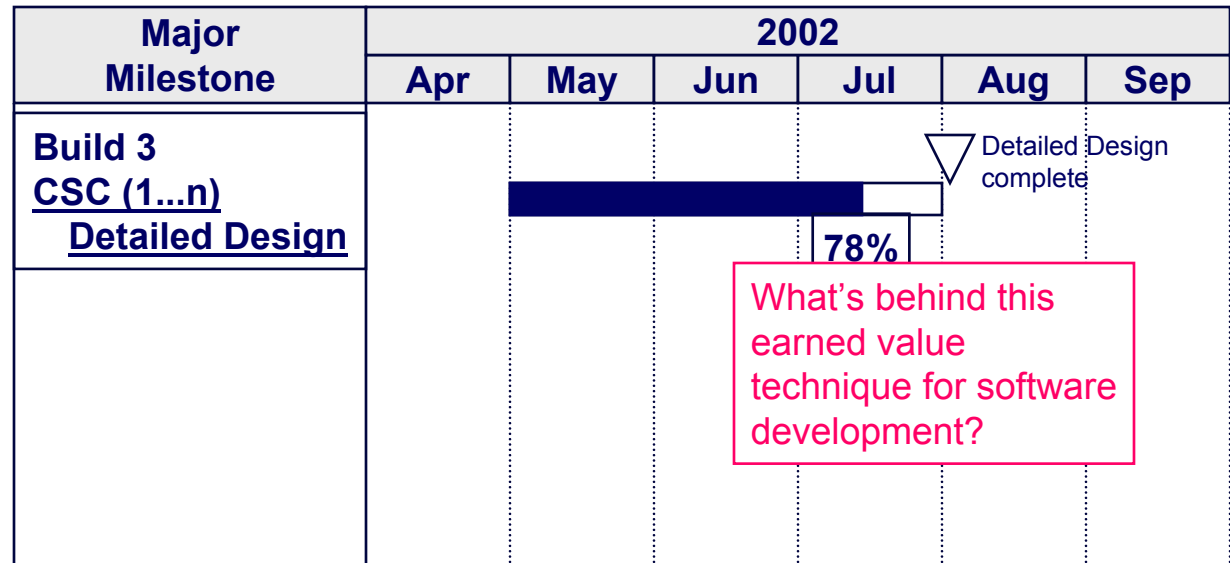 Major
Milestone
2002
Apr May Jun Jul Aug Sep
Build 3
CSC (1...n)
Detailed Design
Detailed Design
complete
78%
What’s behind this
earned value
technique for software
development?